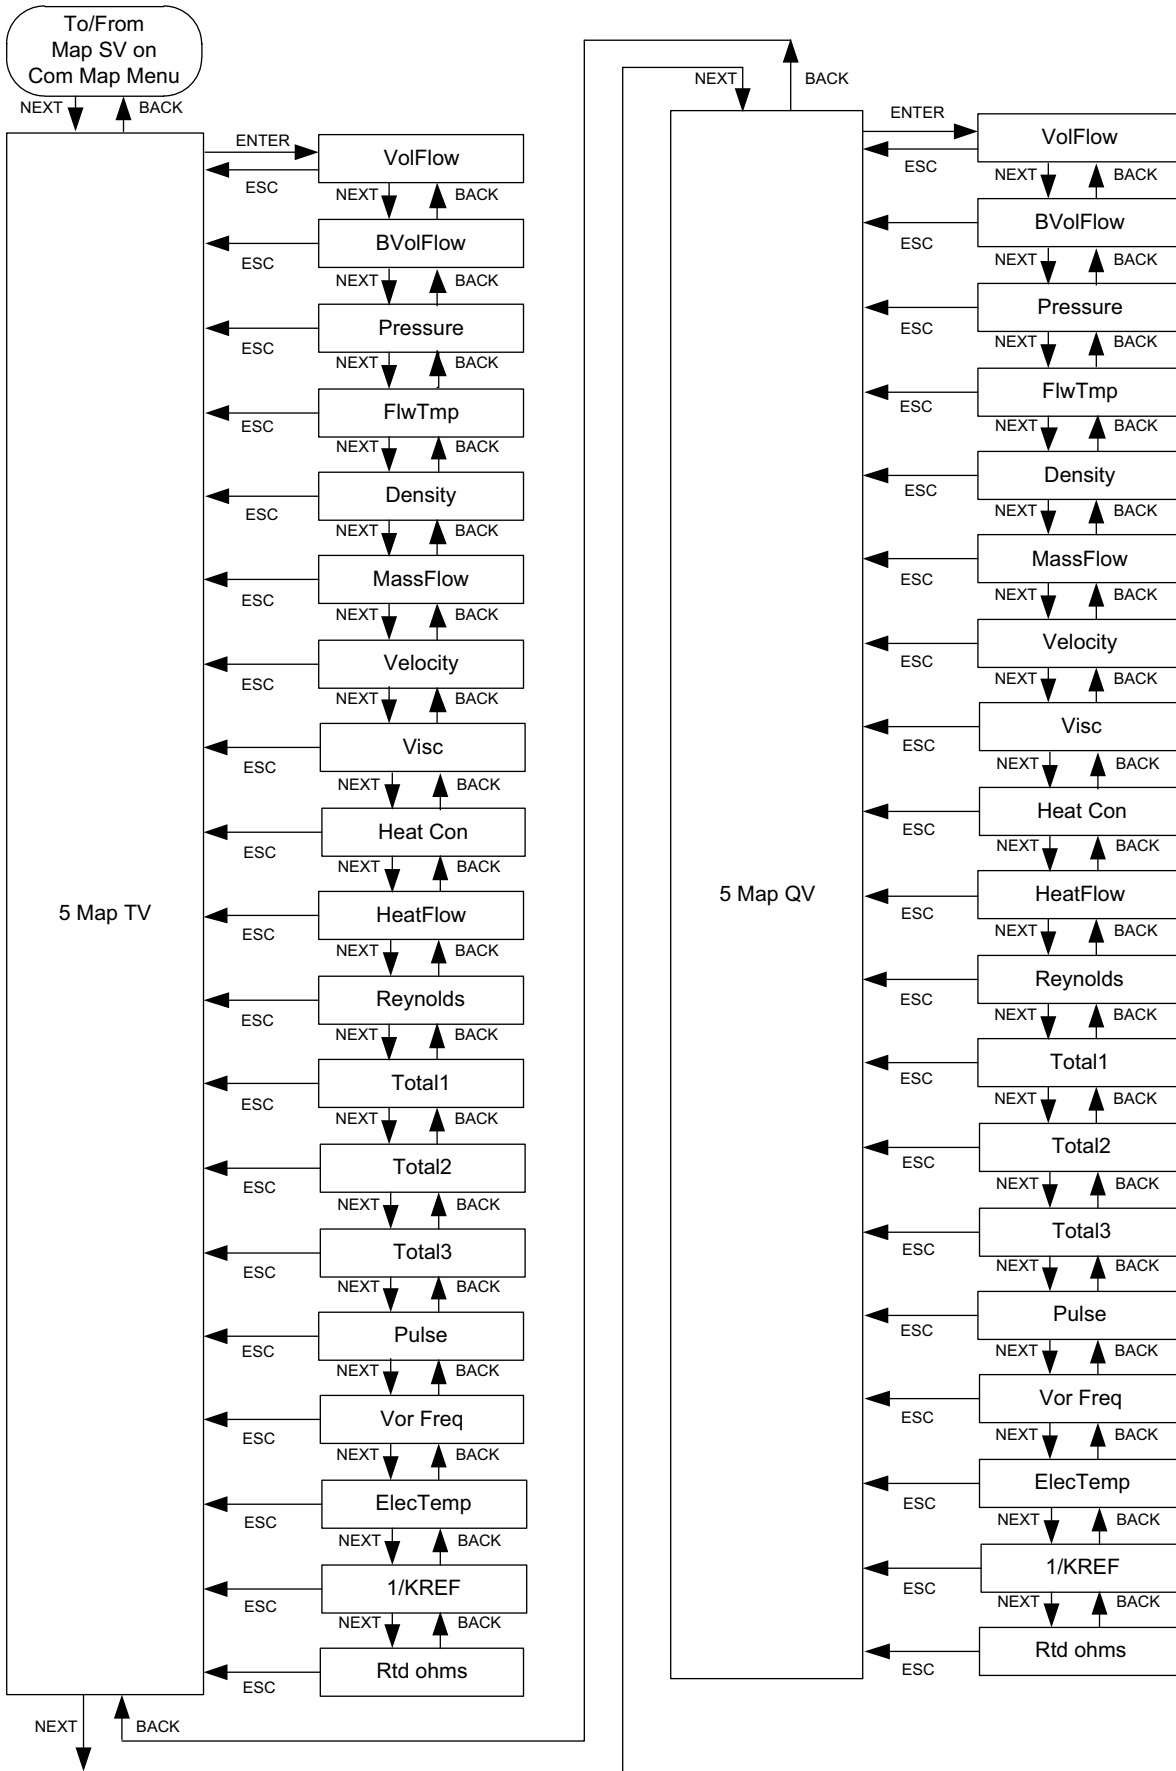 To/From
Map SV on
Com Map Menu
NEXT
BACK
5 Map TV
ENTER
VolFlow
ESC
NEXT
BACK
BVolFlow
ESC
NEXT
BACK
Pressure
ESC
NEXT
BACK
FlwTmp
ESC
NEXT
BACK
Density
ESC
NEXT
BACK
MassFlow
ESC
NEXT
BACK
Velocity
ESC
NEXT
BACK
Visc
ESC
NEXT
BACK
Heat Con
ESC
NEXT
BACK
HeatFlow
ESC
NEXT
BACK
Reynolds
ESC
NEXT
BACK
Total1
ESC
NEXT
BACK
Total2
ESC
NEXT
BACK
Total3
ESC
NEXT
BACK
Pulse
ESC
NEXT
BACK
Vor Freq
ESC
NEXT
BACK
ElecTemp
ESC
NEXT
BACK
1/KREF
ESC
NEXT
BACK
Rtd ohms
ESC
NEXT
BACK
NEXT
BACK
5 Map QV
ENTER
VolFlow
ESC
NEXT
BACK
BVolFlow
ESC
NEXT
BACK
Pressure
ESC
NEXT
BACK
FlwTmp
ESC
NEXT
BACK
Density
ESC
NEXT
BACK
MassFlow
ESC
NEXT
BACK
Velocity
ESC
NEXT
BACK
Visc
ESC
NEXT
BACK
Heat Con
ESC
NEXT
BACK
HeatFlow
ESC
NEXT
BACK
Reynolds
ESC
NEXT
BACK
Total1
ESC
NEXT
BACK
Total2
ESC
NEXT
BACK
Total3
ESC
NEXT
BACK
Pulse
ESC
NEXT
BACK
Vor Freq
ESC
NEXT
BACK
ElecTemp
ESC
NEXT
BACK
1/KREF
ESC
NEXT
BACK
Rtd ohms
ESC